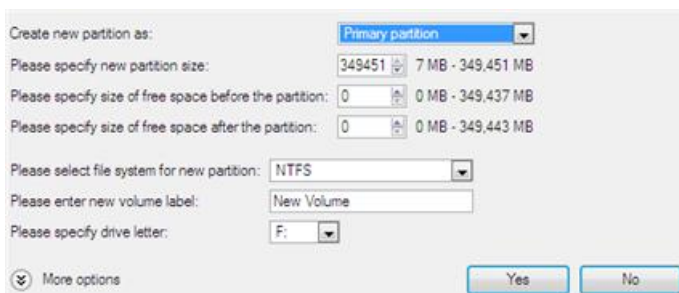 Create new partition as: Primary partition
Please specify new partition size: 349451 7 MB - 349,451 MB
Please specify size of free space before the partition: 0 0 MB - 349,437 MB
Please specify size of free space after the partition: 0 0 MB - 349,443 MB
Please select file system for new partition: NTFS
Please enter new volume label: New Volume
Please specify drive letter: F:
More options Yes No